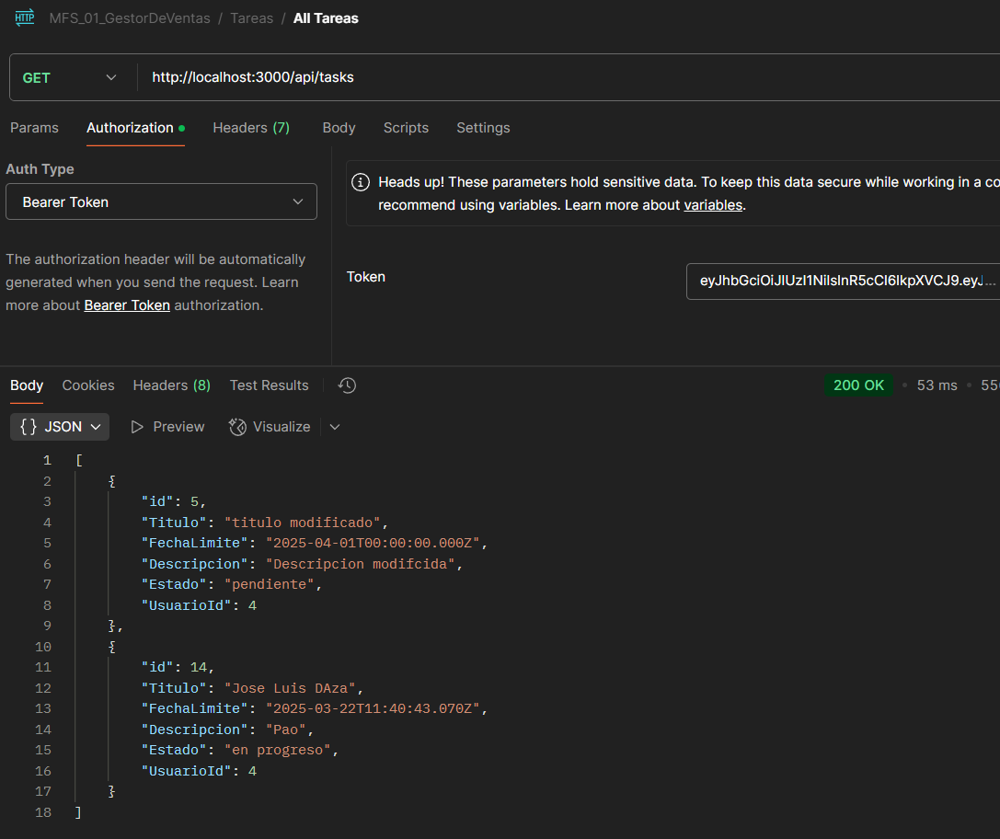 HTTP MFS_01_GestorDeVentas / Tareas / All Tareas
GET http://localhost:3000/api/tasks
Params Authorization Headers (7) Body Scripts Settings
Auth Type
Bearer Token
The authorization header will be automatically
generated when you send the request. Learn
more about Bearer Token authorization.
Heads up! These parameters hold sensitive data. To keep this data secure while working in a co
recommend using variables. Learn more about variables.
Token
eyJhbGciOiJIUzI1NiIsInR5cCI6IkpXVCJ9.eyJ...
Body Cookies Headers (8) Test Results 200 OK • 53 ms • 55
{} JSON Preview Visualize
1 [
2 {
3 "id": 5,
4 "Titulo": "titulo modificado",
5 "FechaLimite": "2025-04-01T00:00:00.000Z",
6 "Descripcion": "Descripcion modifcida",
7 "Estado": "pendiente",
8 "UsuarioId": 4
9 },
10 {
11 "id": 14,
12 "Titulo": "Jose Luis DAza",
13 "FechaLimite": "2025-03-22T11:40:43.070Z",
14 "Descripcion": "Pao",
15 "Estado": "en progreso",
16 "UsuarioId": 4
17 }
18 ]